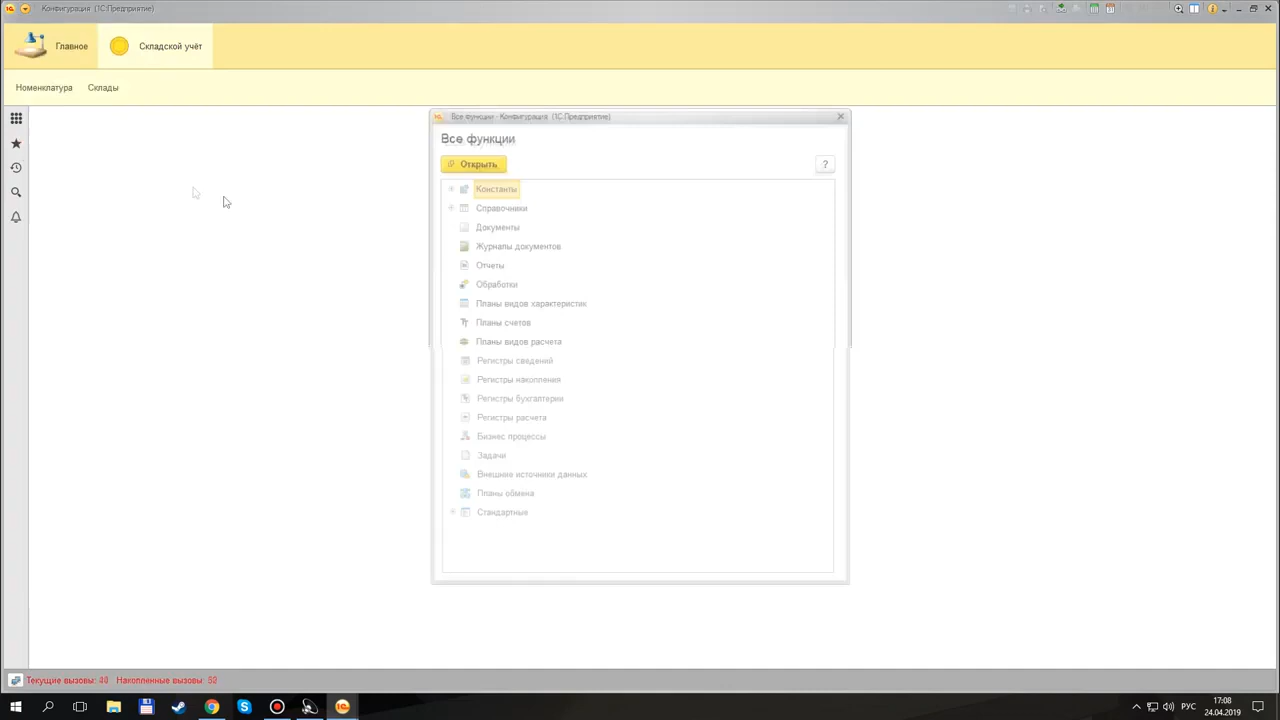 Конфигурация (1С:Предприятие)
Главное
Складской учёт
Номенклатура Склады
Все функции - Конфигурация (1С:Предприятие)
Все функции
Открыть
?
Константы
Справочники
Документы
Журналы документов
Отчеты
Обработки
Планы видов характеристик
Планы счетов
Планы видов расчета
Регистры сведений
Регистры накопления
Регистры бухгалтерии
Регистры расчета
Бизнес процессы
Задачи
Внешние источники данных
Планы обмена
Стандартные
Текущие вызовы: Накопленные вызовы:
РУС
17:08
24.04.2019